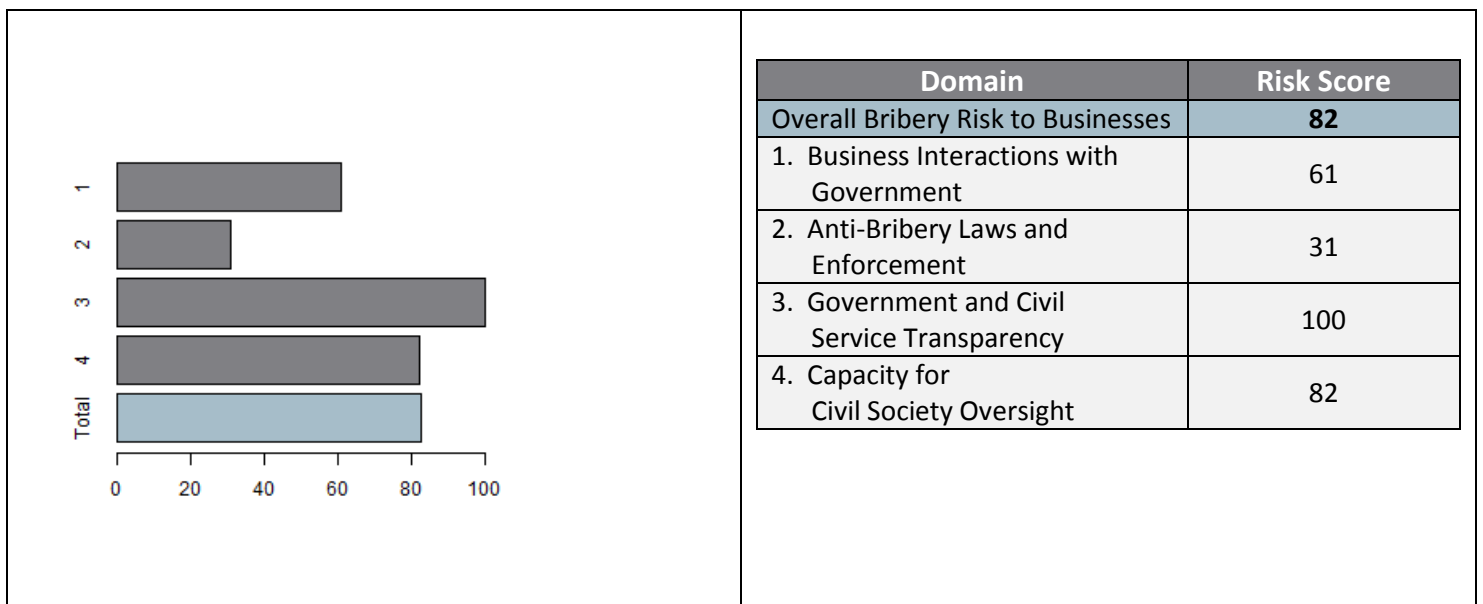 1
2
3
4
Total
0 20 40 60 80 100
Domain Risk Score
Overall Bribery Risk to Businesses 82
1. Business Interactions with
Government 61
2. Anti-Bribery Laws and
Enforcement 31
3. Government and Civil
Service Transparency 100
4. Capacity for
Civil Society Oversight 82